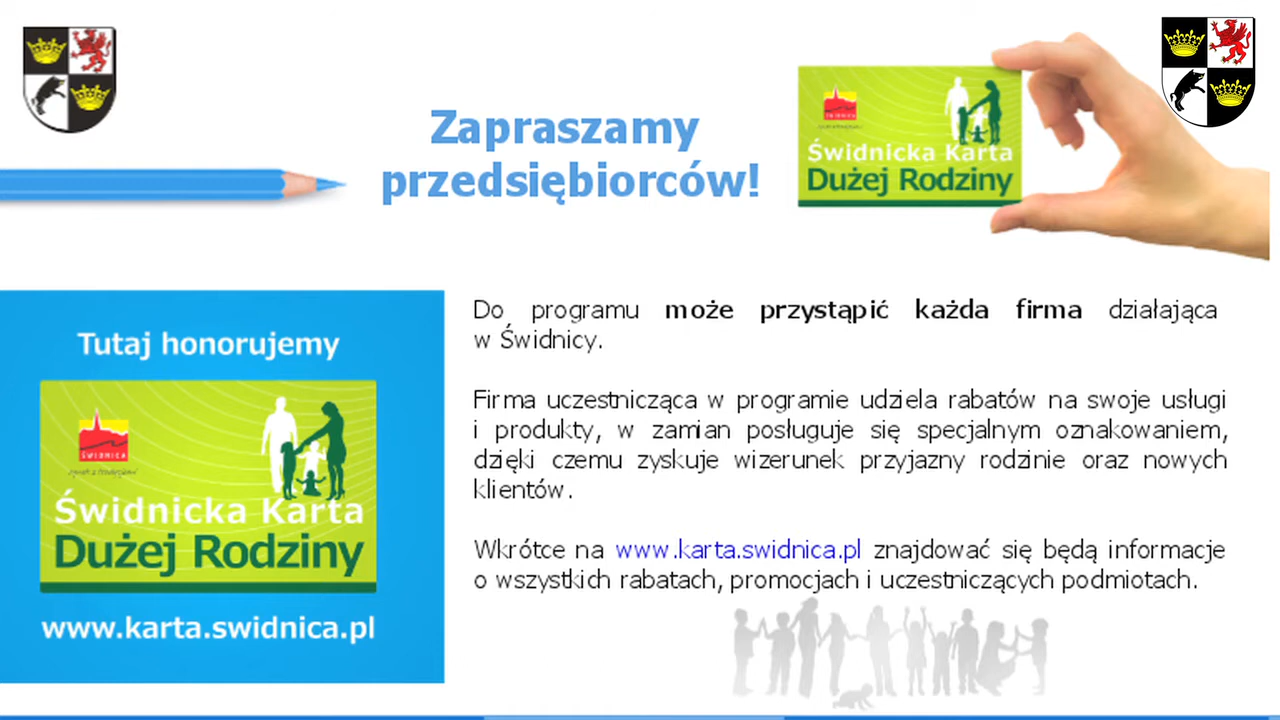 Zapraszamy
przedsiębiorców!
ŚWIDNICA
Świdnicka Karta
Dużej Rodziny
Tutaj honorujemy
ŚWIDNICA
Świdnicka Karta
Dużej Rodziny
www.karta.swidnica.pl
Do programu może przystąpić każda firma działająca
w Świdnicy.
Firma uczestnicząca w programie udziela rabatów na swoje usługi
i produkty, w zamian posługuje się specjalnym oznakowaniem,
dzięki czemu zyskuje wizerunek przyjazny rodzinie oraz nowych
klientów.
Wkrótce na www.karta.swidnica.pl znajdować się będą informacje
o wszystkich rabatach, promocjach i uczestniczących podmiotach.